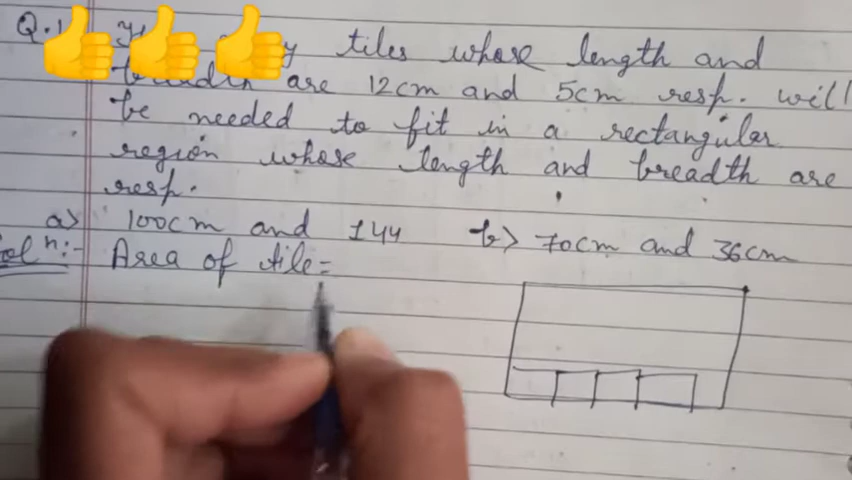 Q.1 y tiles whose length and
are 12cm and 5cm resp. will
be needed to fit in a rectangular
region whose length and breadth are
resp.
a> 100cm and 144 b> 70cm and 36cm
Solⁿ:- Area of tile=